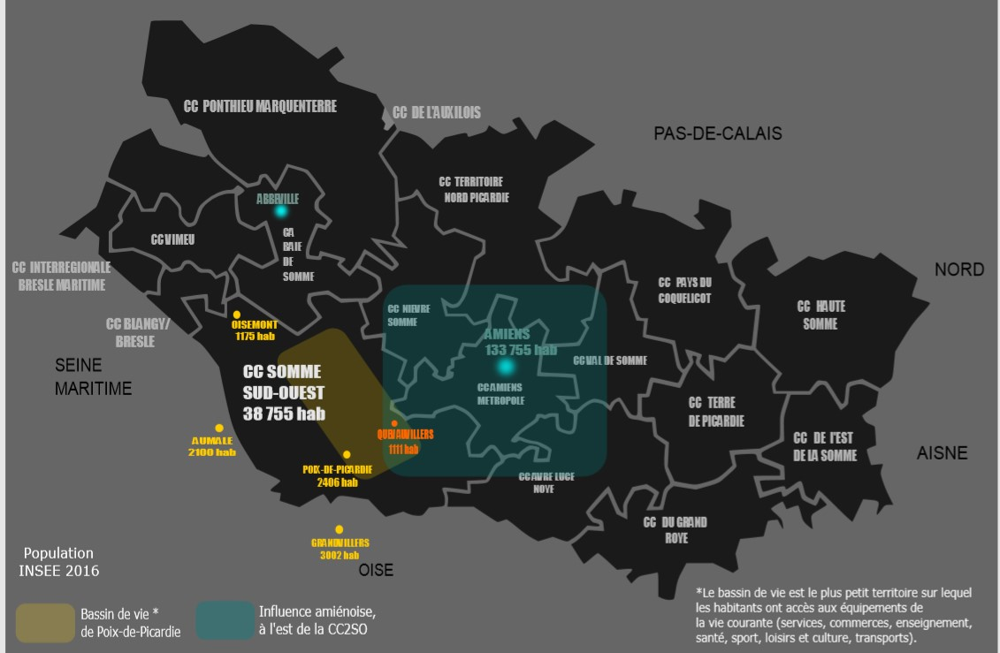 CC PONTHIEU MARQUENTERRE
CC DE L'AUXILOIS
PAS-DE-CALAIS
CC TERRITOIRE
NORD PICARDIE
ABBEVILLE
CC VIMEU
CA
BAIE
DE
SOMME
CC INTERREGIONALE
BRESLE MARITIME
NORD
CC PAYS DU
COQUELICOT
CC HAUTE
SOMME
CC NIEVRE
SOMME
OISEMONT
1175 hab
CC BLANGY/
BRESLE
AMIENS
133 755 hab
CC VAL DE SOMME
SEINE
MARITIME
CC SOMME
SUD-OUEST
38 755 hab
CC AMIENS
METROPOLE
CC TERRE
DE PICARDIE
QUEVAUVILLERS
1111 hab
AUMALE
2100 hab
CC DE l'EST
DE LA SOMME
AISNE
POIX-DE-PICARDIE
2406 hab
CC AVRE LUCE
NOYE
CC DU GRAND
ROYE
GRANDVILLERS
3002 hab
OISE
Population
INSEE 2016
Bassin de vie *
de Poix-de-Picardie
Influence amiénoise,
à l'est de la CC2SO
*Le bassin de vie est le plus petit territoire sur lequel
les habitants ont accès aux équipements de
la vie courante (services, commerces, enseignement,
santé, sport, loisirs et culture, transports).